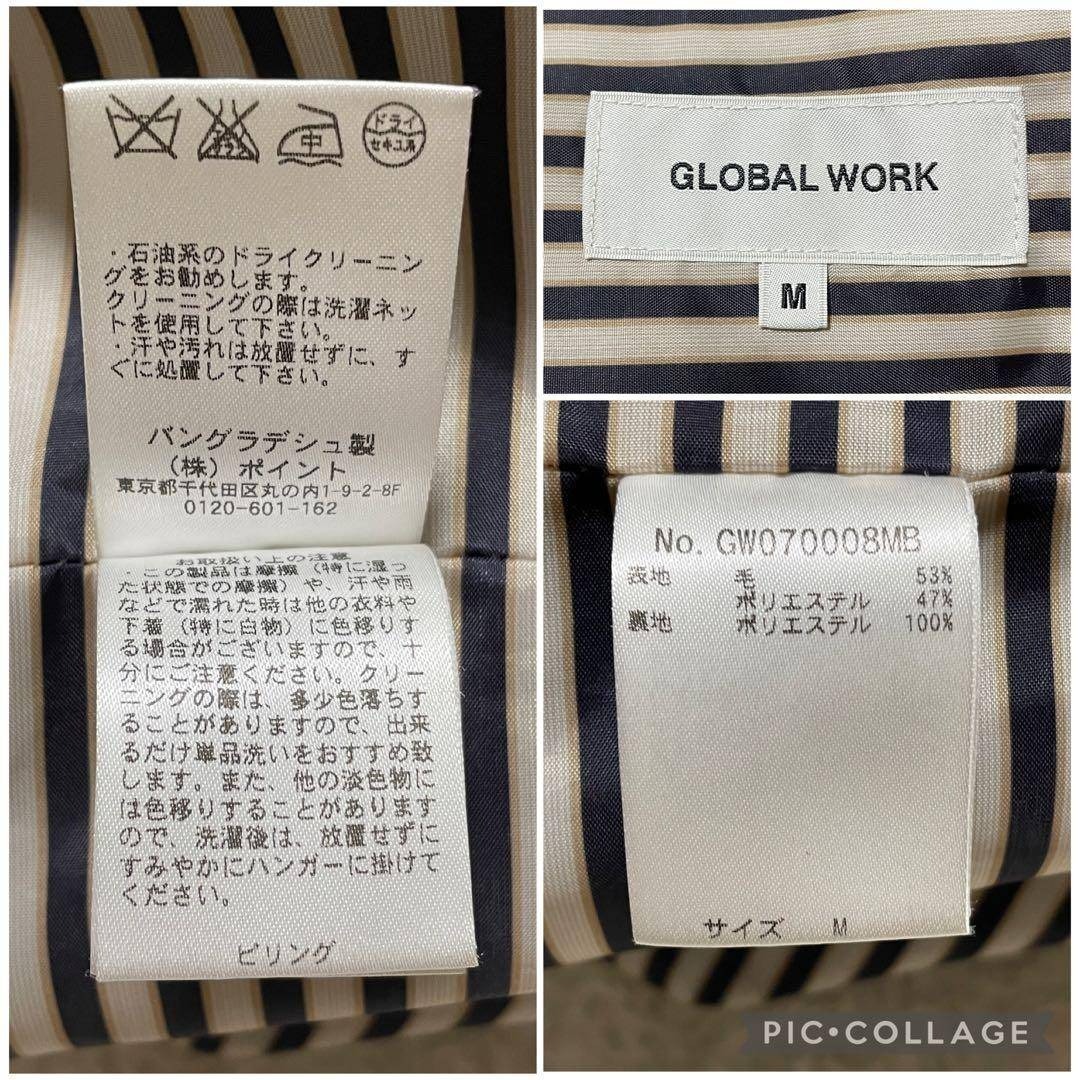 中
ドライ
セキユ系
・石油系のドライクリーニン
グをお勧めします。
クリーニングの際は洗濯ネッ
トを使用して下さい。
・汗や汚れは放置せずに、す
ぐに処置して下さい。
バングラデシュ製
(株) ポイント
東京都千代田区丸の内1-9-2-8F
0120-601-162
お取扱い上の注意
・この製品は摩擦 (特に湿っ
た状態での摩擦) や、汗や雨
などで濡れた時は他の衣料や
下着 (特に白物) に色移りす
る場合がございますので、十
分にご注意ください。クリー
ニングの際は、多少色落ちす
ることがありますので、出来
るだけ単品洗いをおすすめ致
します。また、他の淡色物に
は色移りすることがあります
ので、洗濯後は、放置せずに
すみやかにハンガーに掛けて
ください。
ピリング
GLOBAL WORK
M
No. GW070008MB
表地 毛 53%
ポリエステル 47%
裏地 ポリエステル 100%
サイズ M
PIC•COLLAGE